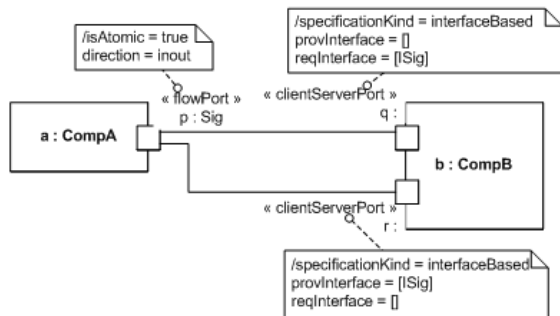 /isAtomic = true
direction = inout
/specificationKind = interfaceBased
provInterface = []
reqInterface = [ISig]
« flowPort »
p : Sig
« clientServerPort »
q :
a : CompA
b : CompB
« clientServerPort »
r :
/specificationKind = interfaceBased
provInterface = [ISig]
reqInterface = []